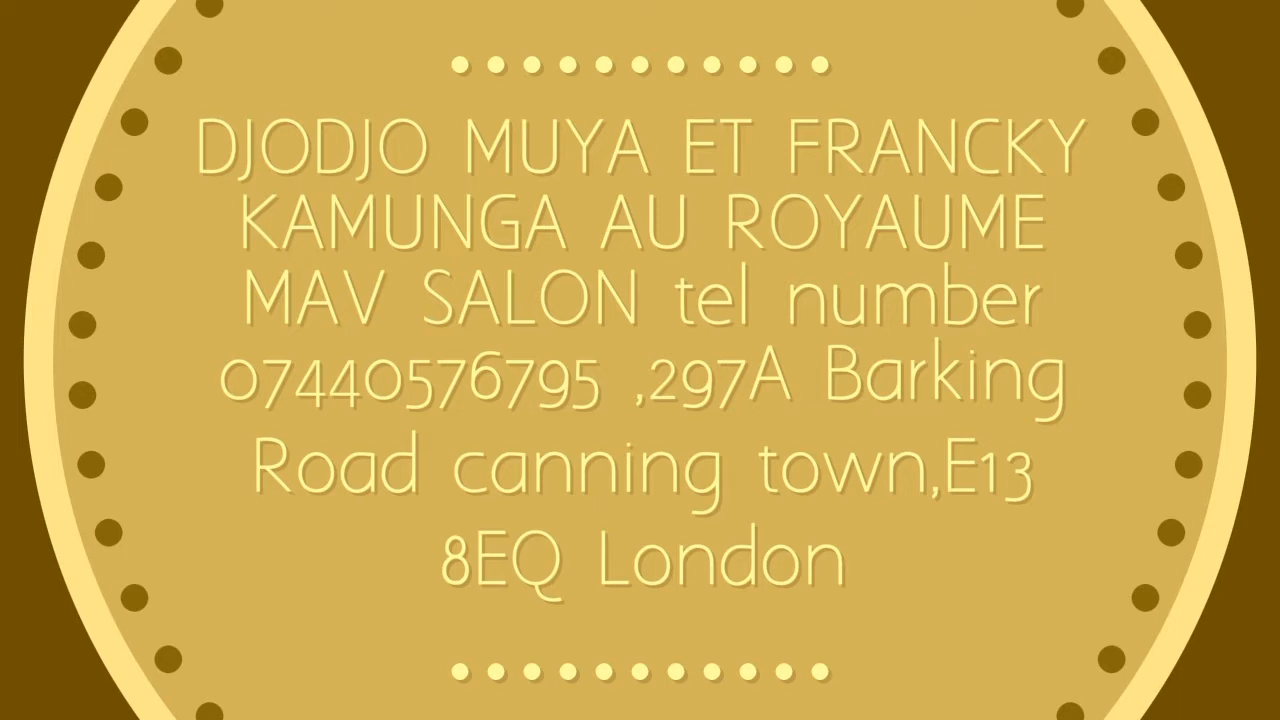 DJODJO MUYA ET FRANCKY
KAMUNGA AU ROYAUME
MAV SALON tel number
07440576795 ,297A Barking
Road canning town,E13
8EQ London